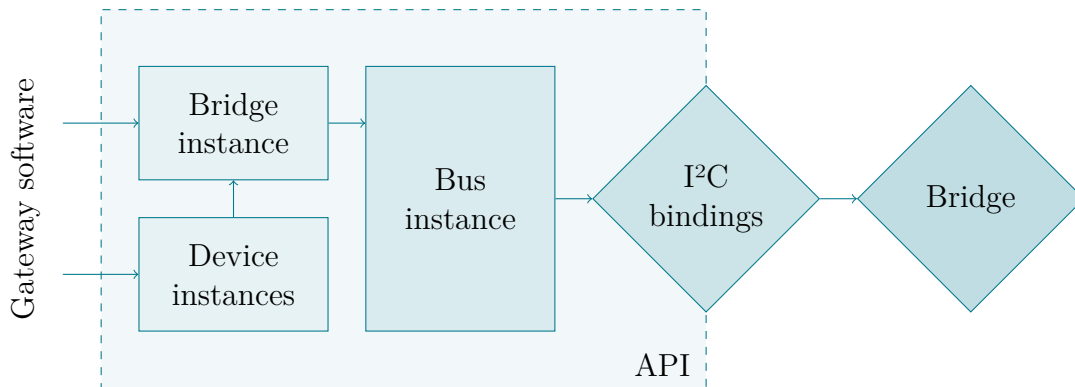 Gateway software
Bridge
instance
Device
instances
Bus
instance
I²C
bindings
Bridge
API